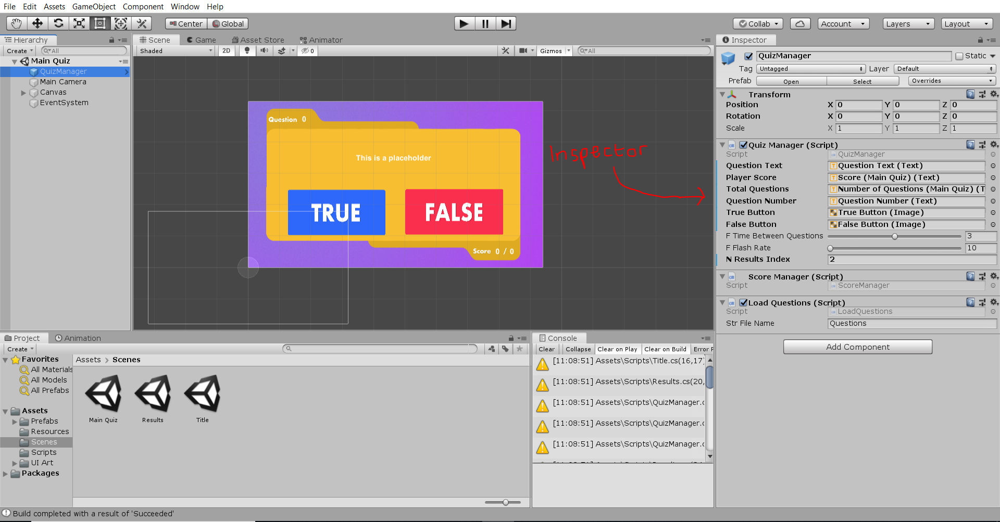 File Edit Assets GameObject Component Window Help
Center Global
Collab Account Layers Layout
Hierarchy
Create All
Main Quiz
QuizManager
Main Camera
Canvas
EventSystem
Scene Game Asset Store Animator
Shaded 2D 0 Gizmos All
Question 0
This is a placeholder
TRUE FALSE
Score 0 / 0
Inspector
Inspector
QuizManager Static
Tag Untagged Layer Default
Prefab Open Select Overrides
Transform
Position X 0 Y 0 Z 0
Rotation X 0 Y 0 Z 0
Scale X 1 Y 1 Z 1
Quiz Manager (Script)
Script QuizManager
Question Text Question Text (Text)
Player Score Score (Main Quiz) (Text)
Total Questions Number of Questions (Main Quiz) (T
Question Number Question Number (Text)
True Button True Button (Image)
False Button False Button (Image)
F Time Between Questions 3
F Flash Rate 10
N Results Index 2
Score Manager (Script)
Script ScoreManager
Load Questions (Script)
Script LoadQuestions
Str File Name Questions
Add Component
Project Animation
Create
Favorites
All Materials
All Models
All Prefabs
Assets
Prefabs
Resources
Scenes
Scripts
UI Art
Packages
Assets > Scenes
Main Quiz Results Title
Console
Clear Collapse Clear on Play Clear on Build Error P
[11:08:51] Assets\Scripts\Title.cs(16,17)
[11:08:51] Assets\Scripts\Results.cs(20,
[11:08:51] Assets\Scripts\QuizManager.c
[11:08:51] Assets\Scripts\QuizManager.c
[11:08:51] Assets\Scripts\QuizManager.c
Build completed with a result of 'Succeeded'